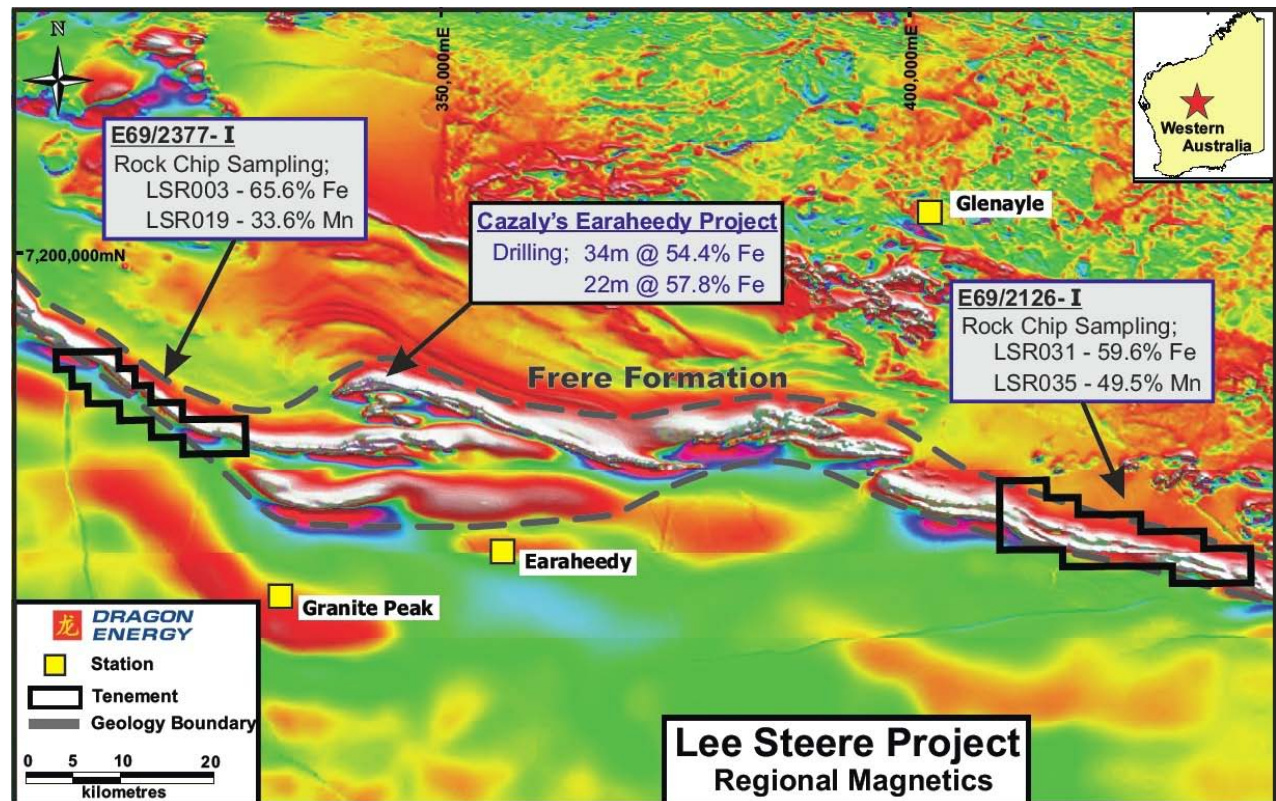 N
350,000mE
400,000mE
Western
Australia
E69/2377- I
Rock Chip Sampling;
LSR003 - 65.6% Fe
LSR019 - 33.6% Mn
Cazaly's Earaheedy Project
Drilling; 34m @ 54.4% Fe
22m @ 57.8% Fe
Glenayle
7,200,000mN
E69/2126- I
Rock Chip Sampling;
LSR031 - 59.6% Fe
LSR035 - 49.5% Mn
Frere Formation
Earaheedy
Granite Peak
龙 DRAGON
ENERGY
Station
Tenement
Geology Boundary
0 5 10 20
kilometres
Lee Steere Project
Regional Magnetics